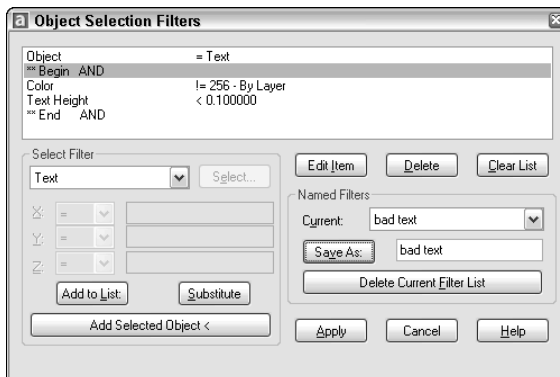 a Object Selection Filters
Object = Text
** Begin AND
Color != 256 - By Layer
Text Height < 0.100000
** End AND
Select Filter
Text Select...
X: =
Y: =
Z: =
Add to List: Substitute
Add Selected Object <
Edit Item Delete Clear List
Named Filters
Current: bad text
Save As: bad text
Delete Current Filter List
Apply Cancel Help